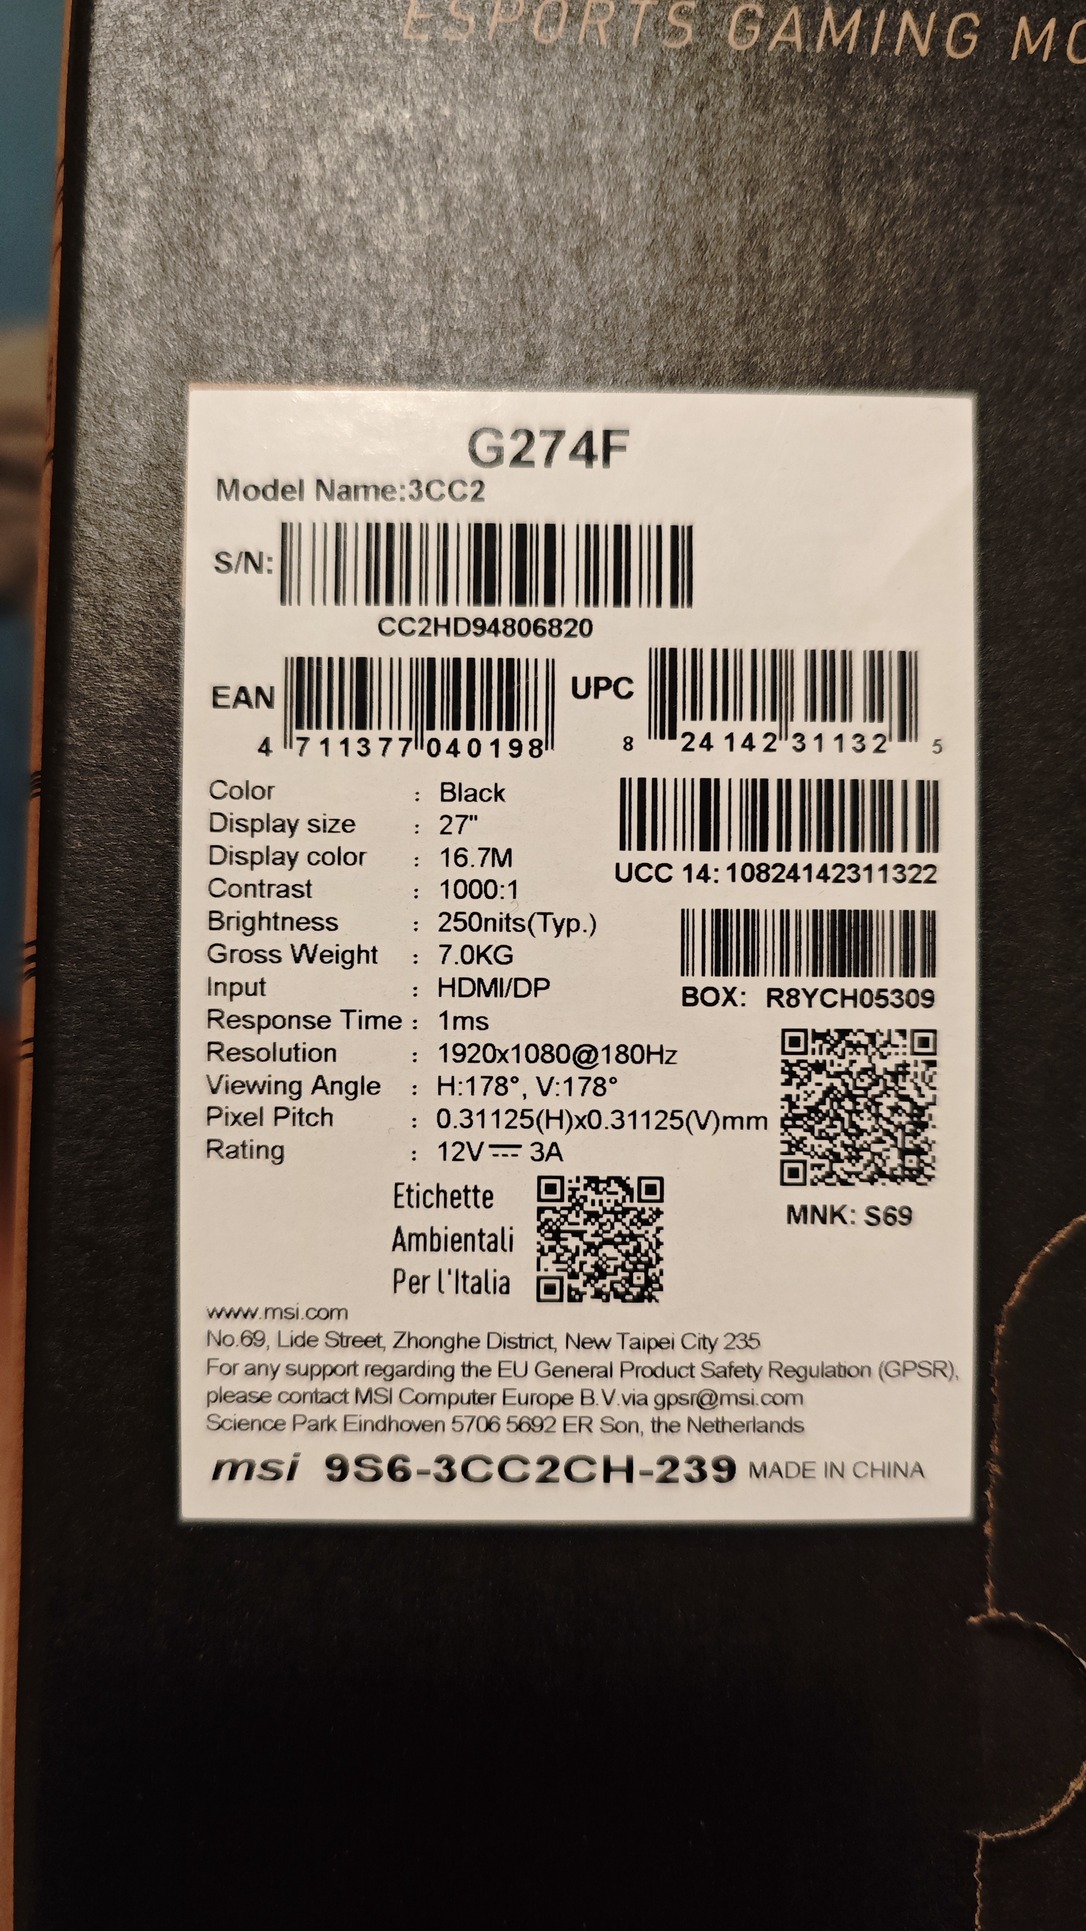 ESPORTS GAMING MO
G274F
Model Name:3CC2
S/N:
CC2HD94806820
EAN
4 711377 040198
UPC
8 24142 31132 5
Color : Black
Display size : 27"
Display color : 16.7M
Contrast : 1000:1
UCC 14: 10824142311322
Brightness : 250nits(Typ.)
Gross Weight : 7.0KG
Input : HDMI/DP
BOX: R8YCH05309
Response Time : 1ms
Resolution : 1920x1080@180Hz
Viewing Angle : H:178°, V:178°
Pixel Pitch : 0.31125(H)x0.31125(V)mm
Rating : 12V⎓ 3A
MNK: S69
Etichette
Ambientali
Per l'Italia
www.msi.com
No.69, Lide Street, Zhonghe District, New Taipei City 235
For any support regarding the EU General Product Safety Regulation (GPSR),
please contact MSI Computer Europe B.V.via gpsr@msi.com
Science Park Eindhoven 5706 5692 ER Son, the Netherlands
msi 9S6-3CC2CH-239 MADE IN CHINA